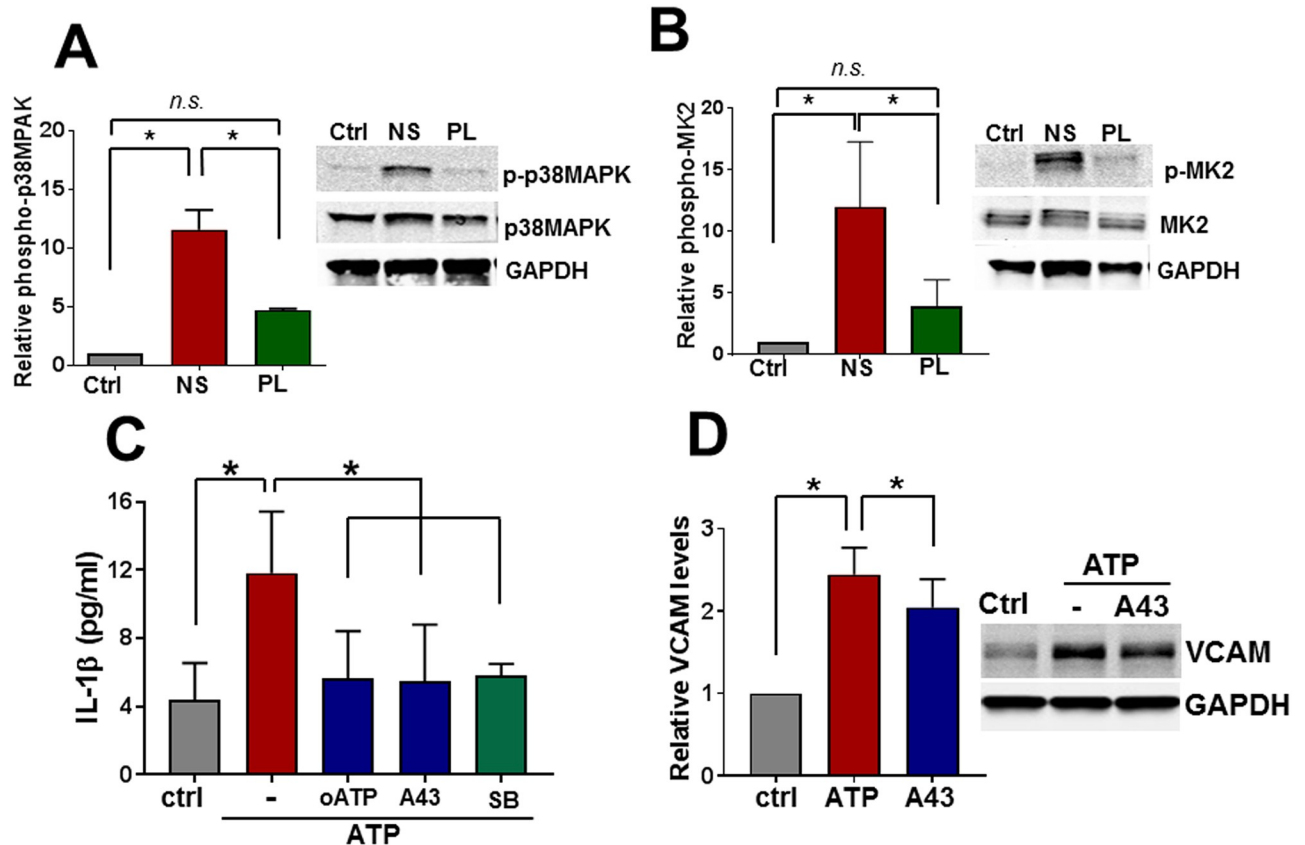 A
Relative phospho-p38MPAK
20
15
10
5
0
n.s.
* *
Ctrl NS PL
Ctrl NS PL
p-p38MAPK
p38MAPK
GAPDH
B
Relative phospho-MK2
20
15
10
5
0
n.s.
* *
Ctrl NS PL
Ctrl NS PL
p-MK2
MK2
GAPDH
C
IL-1β (pg/ml)
16
12
8
4
0
* *
ctrl - oATP A43 SB
ATP
D
Relative VCAM levels
3
2
1
0
* *
ctrl ATP A43
ATP
Ctrl - A43
VCAM
GAPDH